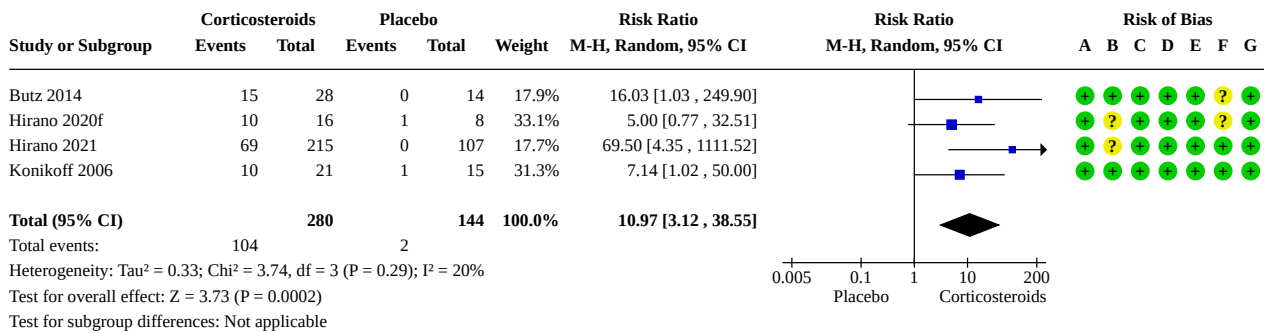 Corticosteroids Placebo Risk Ratio Risk Ratio Risk of Bias
Study or Subgroup Events Total Events Total Weight M-H, Random, 95% CI M-H, Random, 95% CI A B C D E F G
Butz 2014 15 28 0 14 17.9% 16.03 [1.03 , 249.90] + + + + + ? +
Hirano 2020f 10 16 1 8 33.1% 5.00 [0.77 , 32.51] + ? + + + ? +
Hirano 2021 69 215 0 107 17.7% 69.50 [4.35 , 1111.52] + ? + + + + +
Konikoff 2006 10 21 1 15 31.3% 7.14 [1.02 , 50.00] + + + + + + +
Total (95% CI) 280 144 100.0% 10.97 [3.12 , 38.55]
Total events: 104 2
Heterogeneity: Tau² = 0.33; Chi² = 3.74, df = 3 (P = 0.29); I² = 20%
0.005 0.1 1 10 200
Test for overall effect: Z = 3.73 (P = 0.0002) Placebo Corticosteroids
Test for subgroup differences: Not applicable